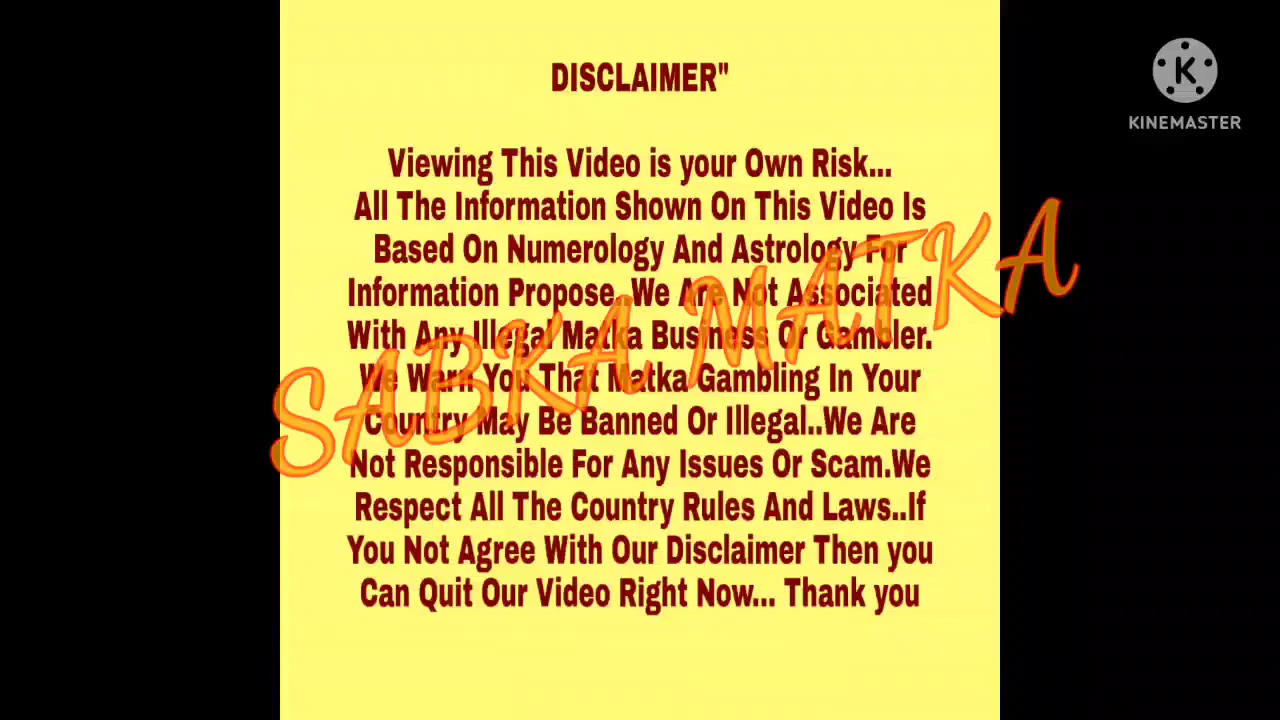 DISCLAIMER"
Viewing This Video is your Own Risk...
All The Information Shown On This Video Is
Based On Numerology And Astrology For
Information Propose..We Are Not Associated
With Any Illegal Matka Business Or Gambler.
We Warn You That Matka Gambling In Your
Country May Be Banned Or Illegal..We Are
Not Responsible For Any Issues Or Scam.We
Respect All The Country Rules And Laws..If
You Not Agree With Our Disclaimer Then you
Can Quit Our Video Right Now... Thank you
SABKA MATKA
K
KINEMASTER